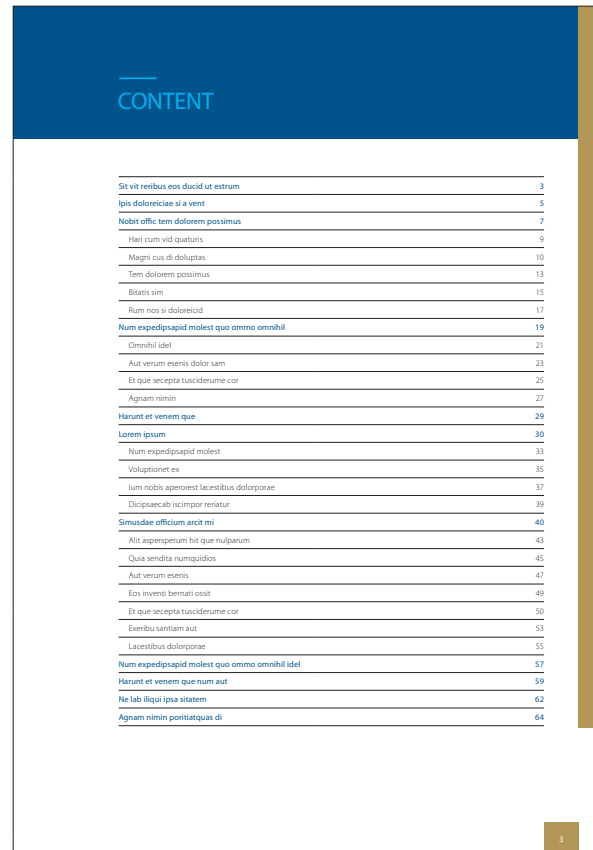 CONTENT
Sit vit reribus eos ducid ut estrum 3
Ipis doloreiciae si a vent 5
Nobit offic tem dolorem possimus 7
Hari cum vid quaturis 9
Magni cus di doluptas 10
Tem dolorem possimus 13
Bitatis sim 15
Rum nos si doloreicid 17
Num expedipsapid molest quo ommo omnihil 19
Omnihil idel 21
Aut verum esenis dolor sam 23
Et que secepta tusciderume cor 25
Agnam nimin 27
Harunt et venem que 29
Lorem ipsum 30
Num expedipsapid molest 33
Voluptionet ex 35
Ium nobis aperorest lacestibus dolorporae 37
Dicipsaecab iscimpor reriatur 39
Simusdae officium arcit mi 40
Alit aspersperum hit que nulparum 43
Quia sendita numquidios 45
Aut verum esenis 47
Eos inventi bernati ossit 49
Et que secepta tusciderume cor 50
Exeribu santiam aut 53
Lacestibus dolorporae 55
Num expedipsapid molest quo ommo omnihil idel 57
Harunt et venem que num aut 59
Ne lab iliqui ipsa sitatem 62
Agnam nimin poritiatquas di 64
3